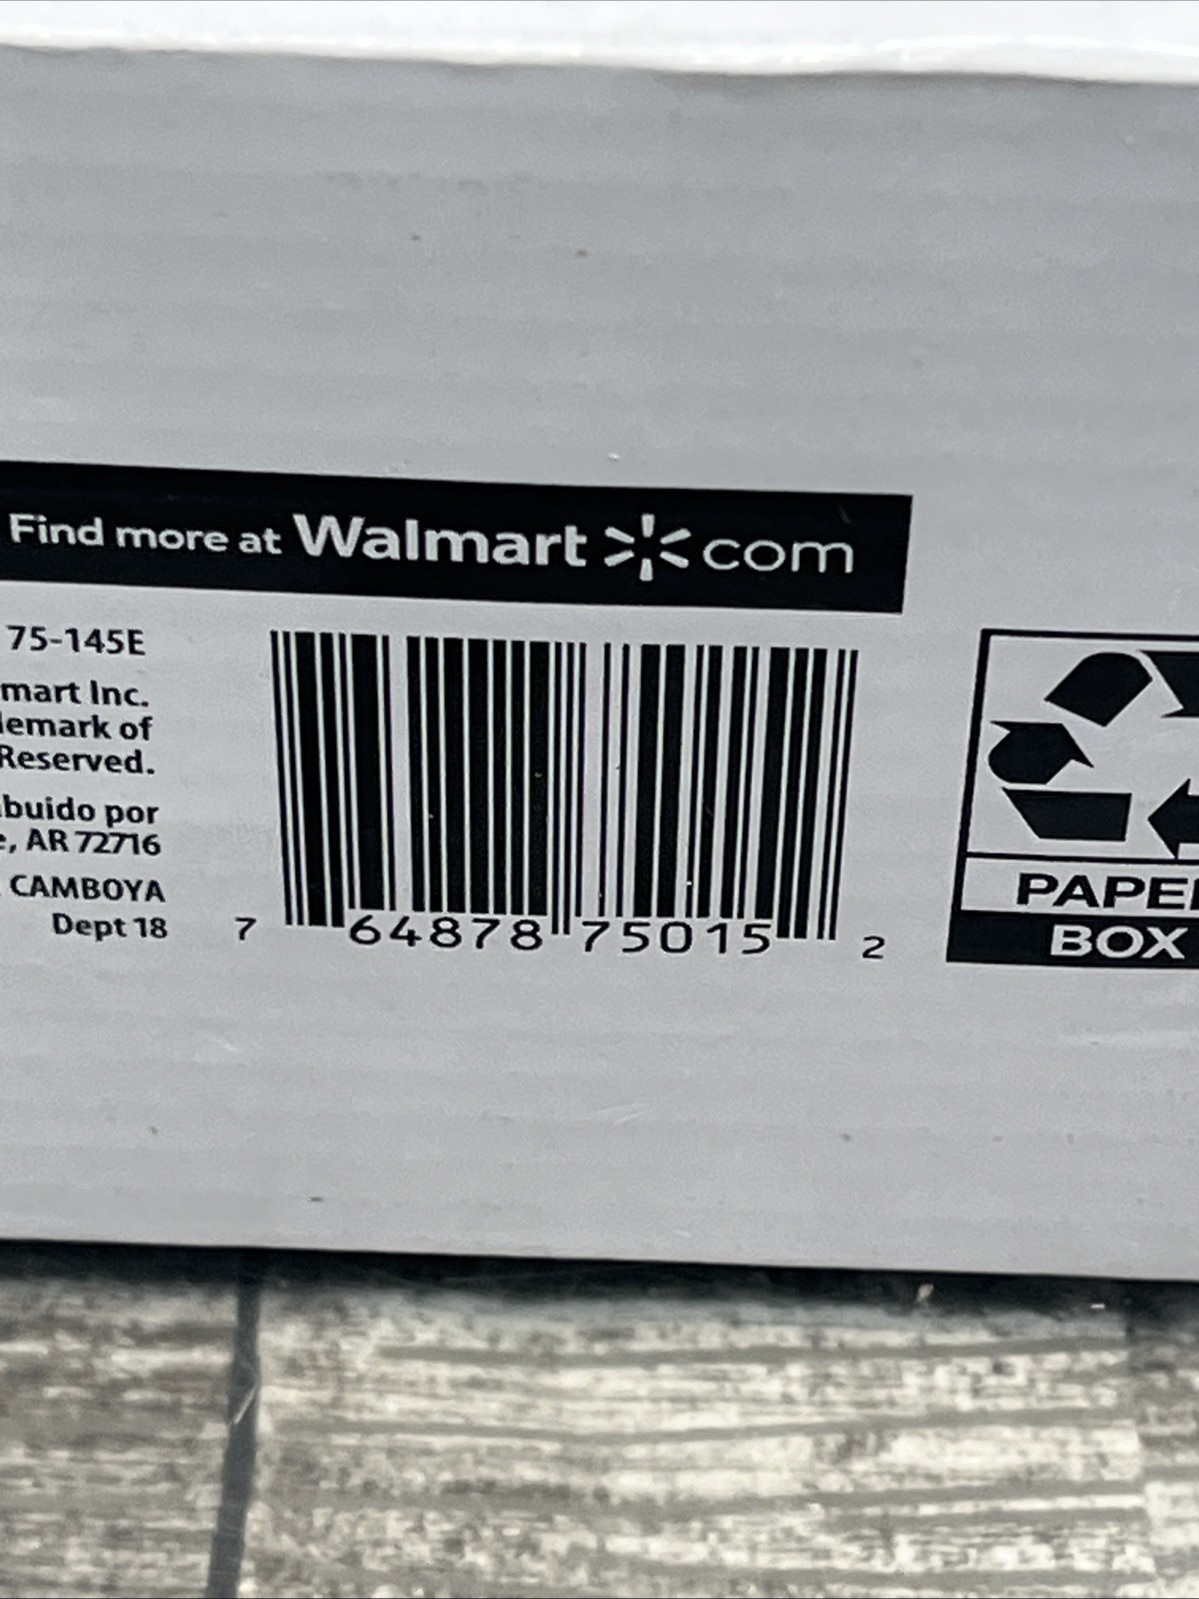 Find more at Walmart com
75-145E
mart Inc.
demark of
Reserved.
buido por
e, AR 72716
CAMBOYA
Dept 18
7 64878 75015 2
PAPE
BOX